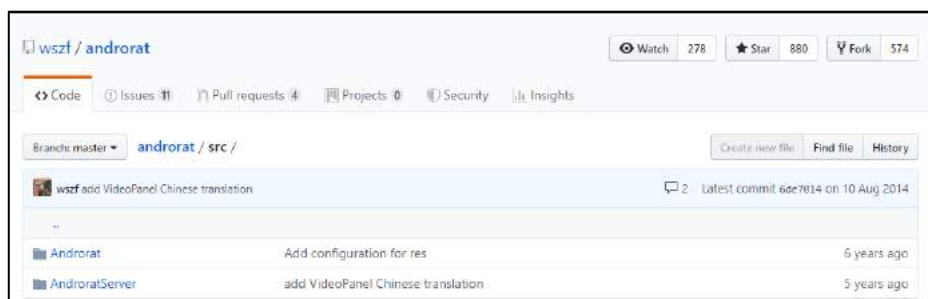 wszf / androrat
Watch 278 Star 880 Fork 574
Code Issues 11 Pull requests 4 Projects 0 Security Insights
Branch: master androrat / src / Create new file Find file History
wszf add VideoPanel Chinese translation 2 Latest commit 6de7014 on 10 Aug 2014
..
Androrat Add configuration for res 6 years ago
AndroratServer add VideoPanel Chinese translation 5 years ago